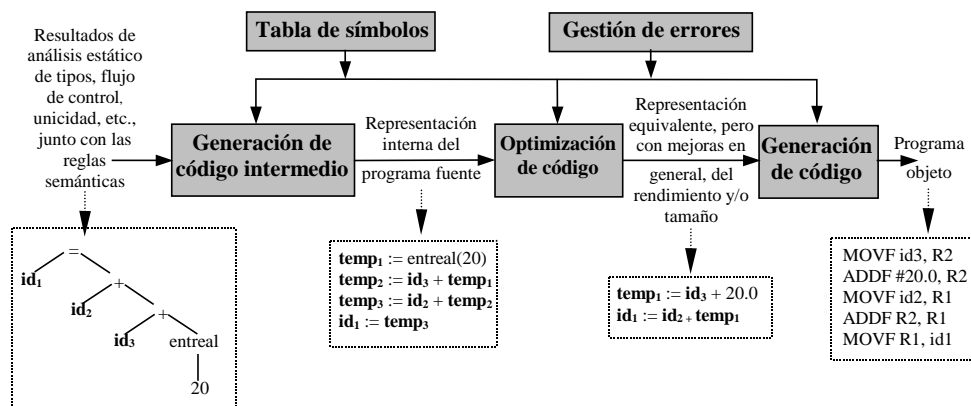 Tabla de símbolos
Gestión de errores
Resultados de
análisis estático
de tipos, flujo
de control,
unicidad, etc.,
junto con las
reglas
semánticas
Generación de
código intermedio
Representación
interna del
programa fuente
Optimización
de código
Representación
equivalente, pero
con mejoras en
general, del
rendimiento y/o
tamaño
Generación
de código
Programa
objeto
=
id₁
+
id₂
+
id₃
entreal
20
temp₁ := entreal(20)
temp₂ := id₃ + temp₁
temp₃ := id₂ + temp₂
id₁ := temp₃
temp₁ := id₃ + 20.0
id₁ := id₂ + temp₁
MOVF id3, R2
ADDF #20.0, R2
MOVF id2, R1
ADDF R2, R1
MOVF R1, id1